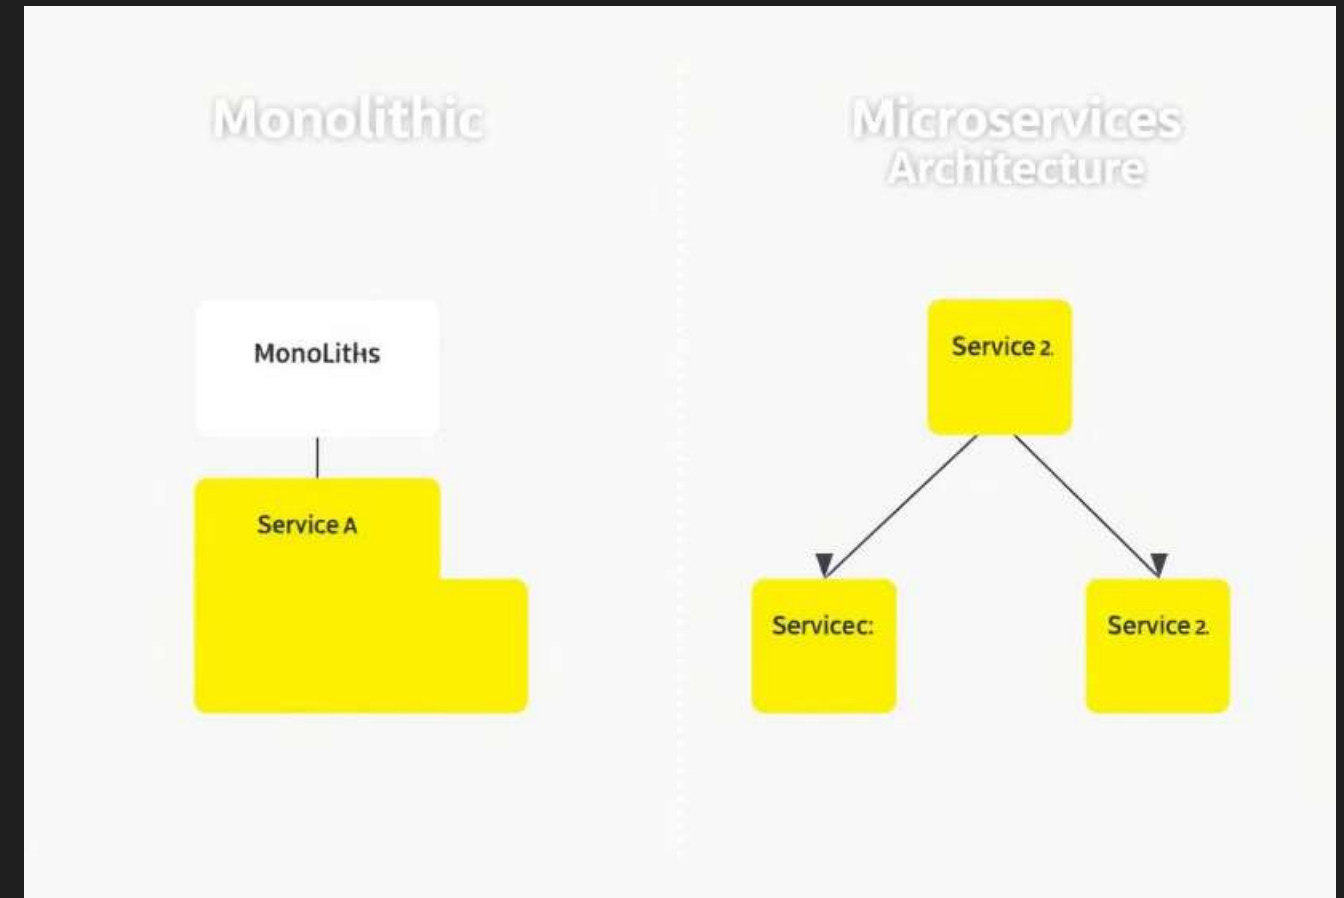 Monolithic
Microservices
Architecture
MonoLiths
Service A
Service 2.
Servicec:
Service 2.